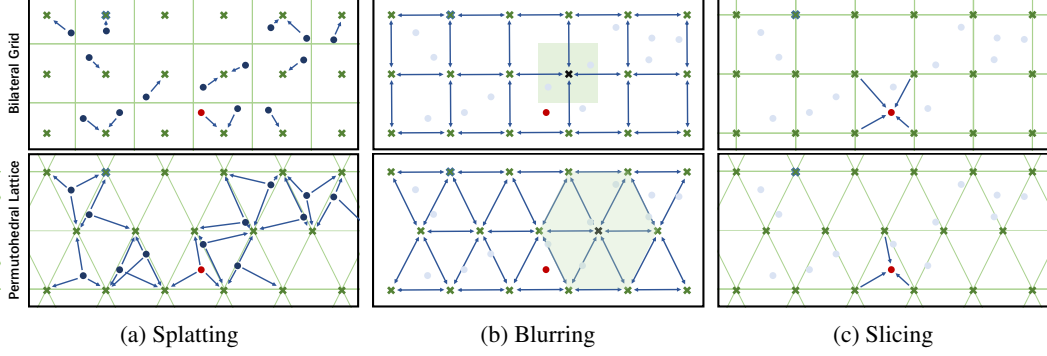 Bilateral Grid
Permutohedral Lattice
(a) Splatting
(b) Blurring
(c) Slicing